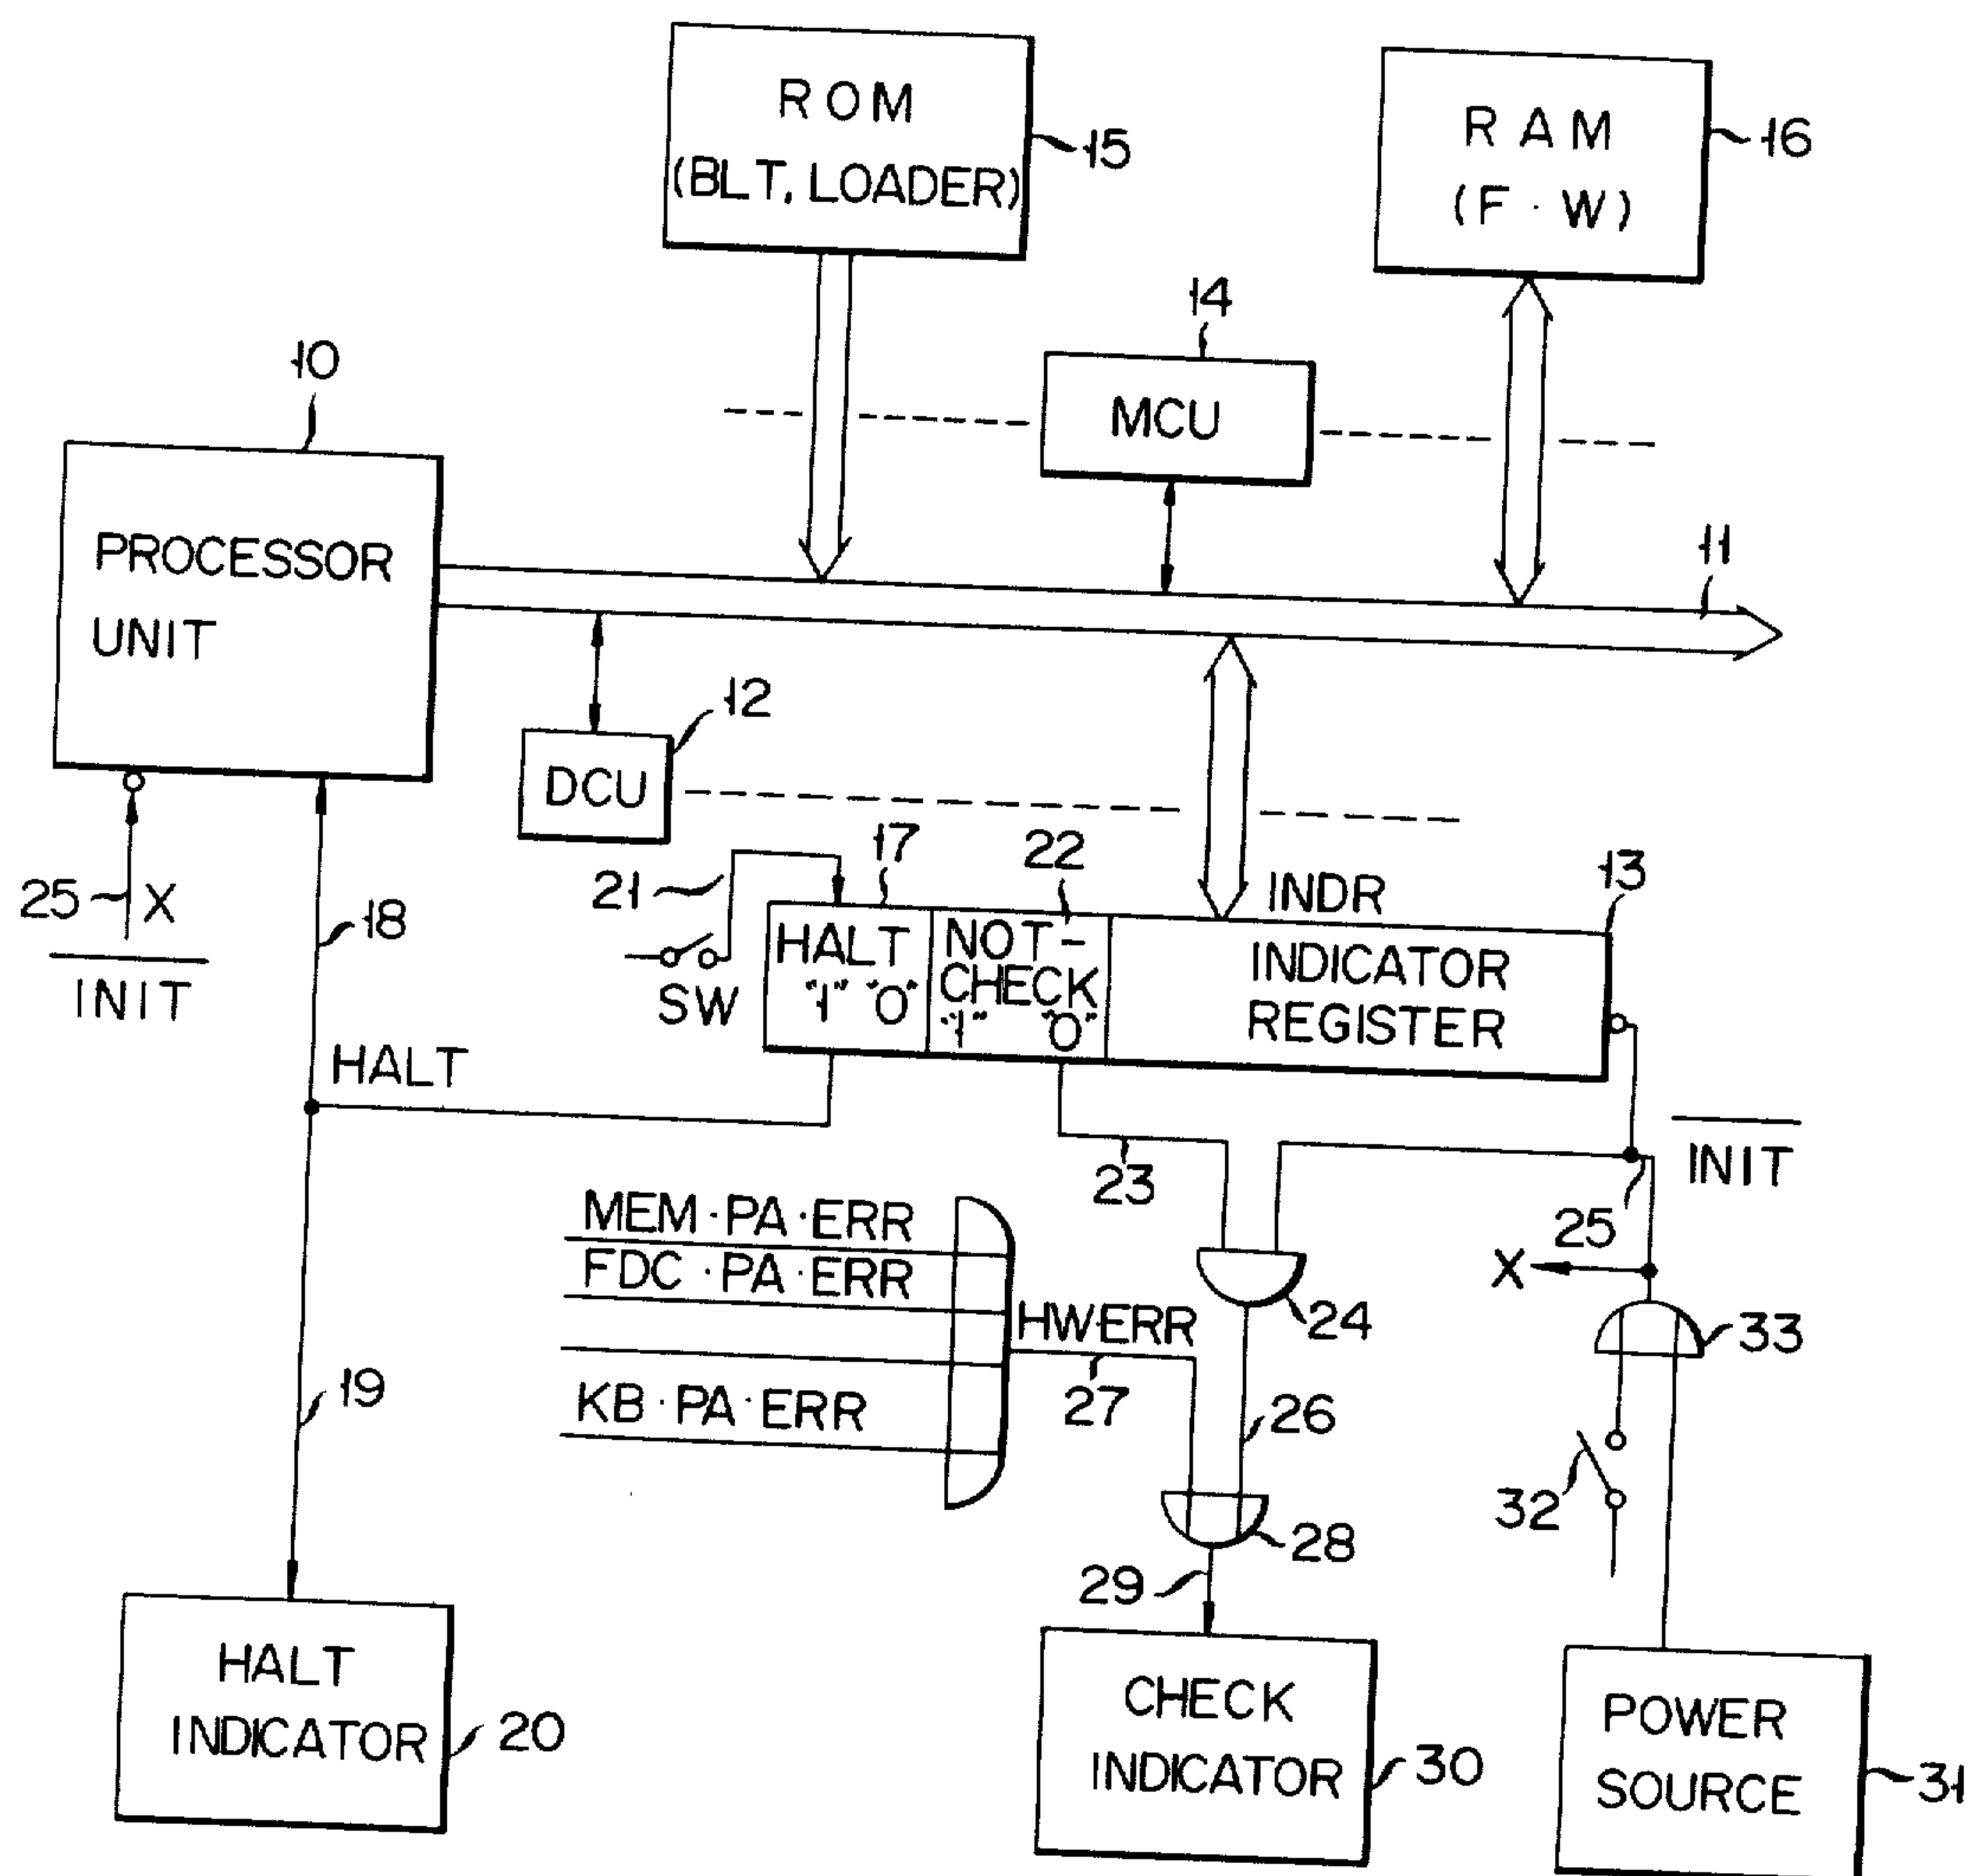 ROM
(BLT, LOADER)
15
RAM
(F·W)
16
14
MCU
10
PROCESSOR
UNIT
11
12
DCU
25
X
INIT
18
21
SW
17
22
13
INDR
HALT
"1" "0"
NOT-
CHECK
"1" "0"
INDICATOR
REGISTER
HALT
23
INIT
25
X
MEM·PA·ERR
FDC·PA·ERR
KB·PA·ERR
HWERR
27
24
26
33
32
28
29
19
HALT
INDICATOR
20
CHECK
INDICATOR
30
POWER
SOURCE
31